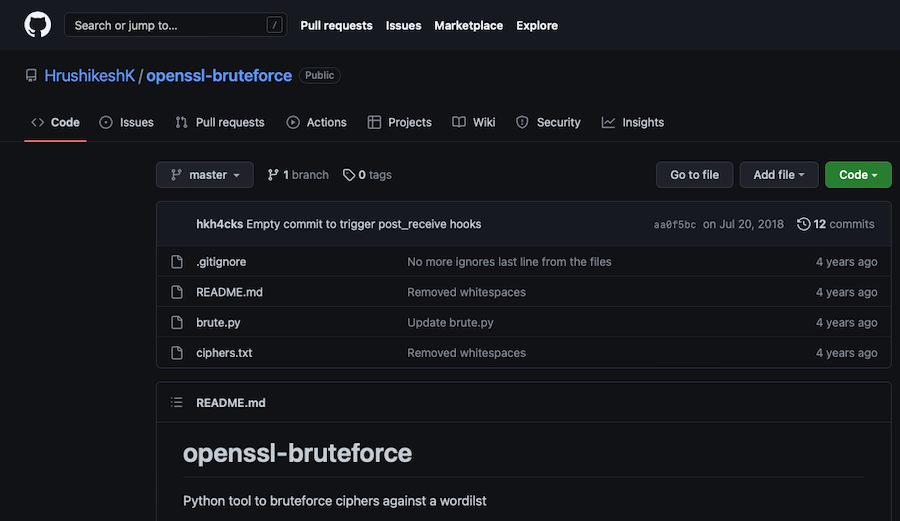 Search or jump to... /
Pull requests Issues Marketplace Explore
HrushikeshK / openssl-bruteforce Public
Code Issues Pull requests Actions Projects Wiki Security Insights
master 1 branch 0 tags Go to file Add file Code
hkh4cks Empty commit to trigger post_receive hooks aa0f5bc on Jul 20, 2018 12 commits
.gitignore No more ignores last line from the files 4 years ago
README.md Removed whitespaces 4 years ago
brute.py Update brute.py 4 years ago
ciphers.txt Removed whitespaces 4 years ago
README.md
openssl-bruteforce
Python tool to bruteforce ciphers against a wordilst